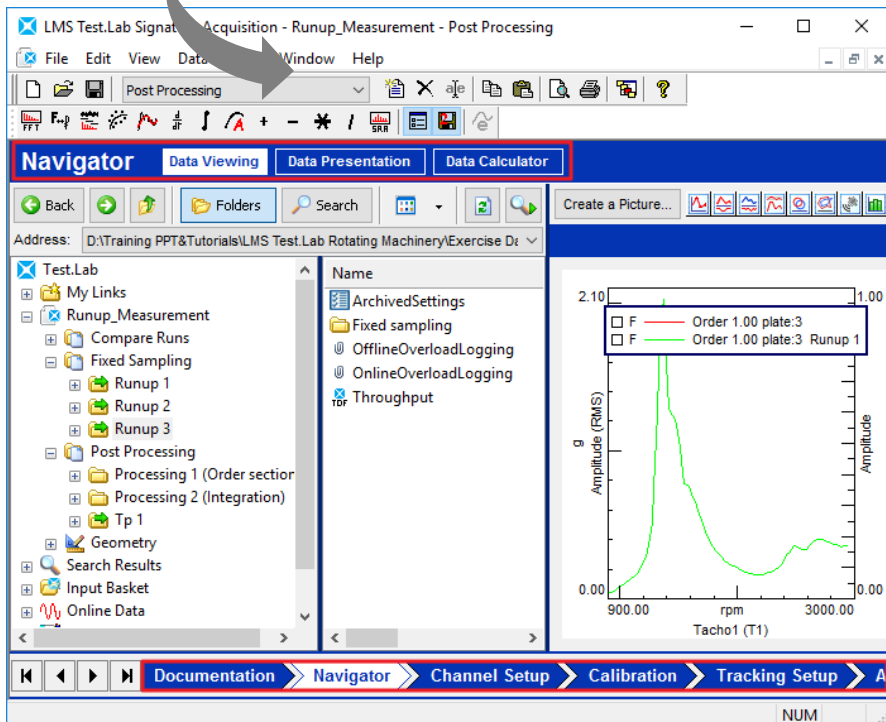 LMS Test.Lab Signat Acquisition - Runup_Measurement - Post Processing
File Edit View Data Window Help
Post Processing
FFT SRR
Navigator Data Viewing Data Presentation Data Calculator
Back Folders Search Create a Picture...
Address: D:\Training PPT&Tutorials\LMS Test.Lab Rotating Machinery\Exercise Da
Test.Lab
My Links
Runup_Measurement
Compare Runs
Fixed Sampling
Runup 1
Runup 2
Runup 3
Post Processing
Processing 1 (Order section
Processing 2 (Integration)
Tp 1
Geometry
Search Results
Input Basket
Online Data
Name
ArchivedSettings
Fixed sampling
OfflineOverloadLogging
OnlineOverloadLogging
TDF Throughput
2.10 1.00
F Order 1.00 plate:3
F Order 1.00 plate:3 Runup 1
g
Amplitude (RMS)
Amplitude
0.00 0.00
900.00 rpm 3000.00
Tacho1 (T1)
Documentation Navigator Channel Setup Calibration Tracking Setup A
NUM